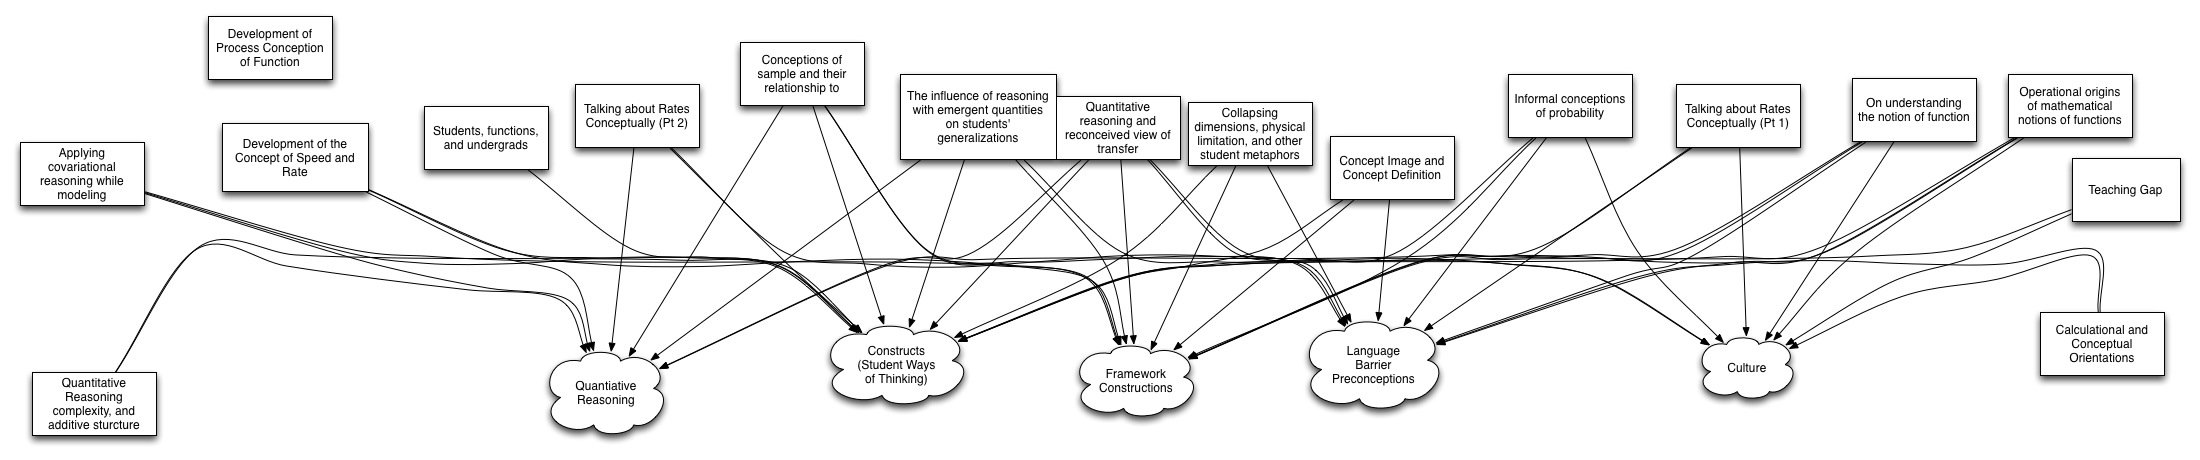 Development of
Process Conception
of Function
Conceptions of
sample and their
relationship to
The influence of reasoning
with emergent quantities
on students'
generalizations
Quantitative
reasoning and
reconceived view of
transfer
Collapsing
dimensions, physical
limitation, and other
student metaphors
Informal conceptions
of probability
Talking about Rates
Conceptually (Pt 1)
On understanding
the notion of function
Operational origins
of mathematical
notions of functions
Talking about Rates
Conceptually (Pt 2)
Students, functions,
and undergrads
Development of the
Concept of Speed and
Rate
Applying
covariational
reasoning while
modeling
Concept Image and
Concept Definition
Teaching Gap
Calculational and
Conceptual
Orientations
Quantitative
Reasoning
complexity, and
additive sturcture
Quantiative
Reasoning
Constructs
(Student Ways
of Thinking)
Framework
Constructions
Language
Barrier
Preconceptions
Culture